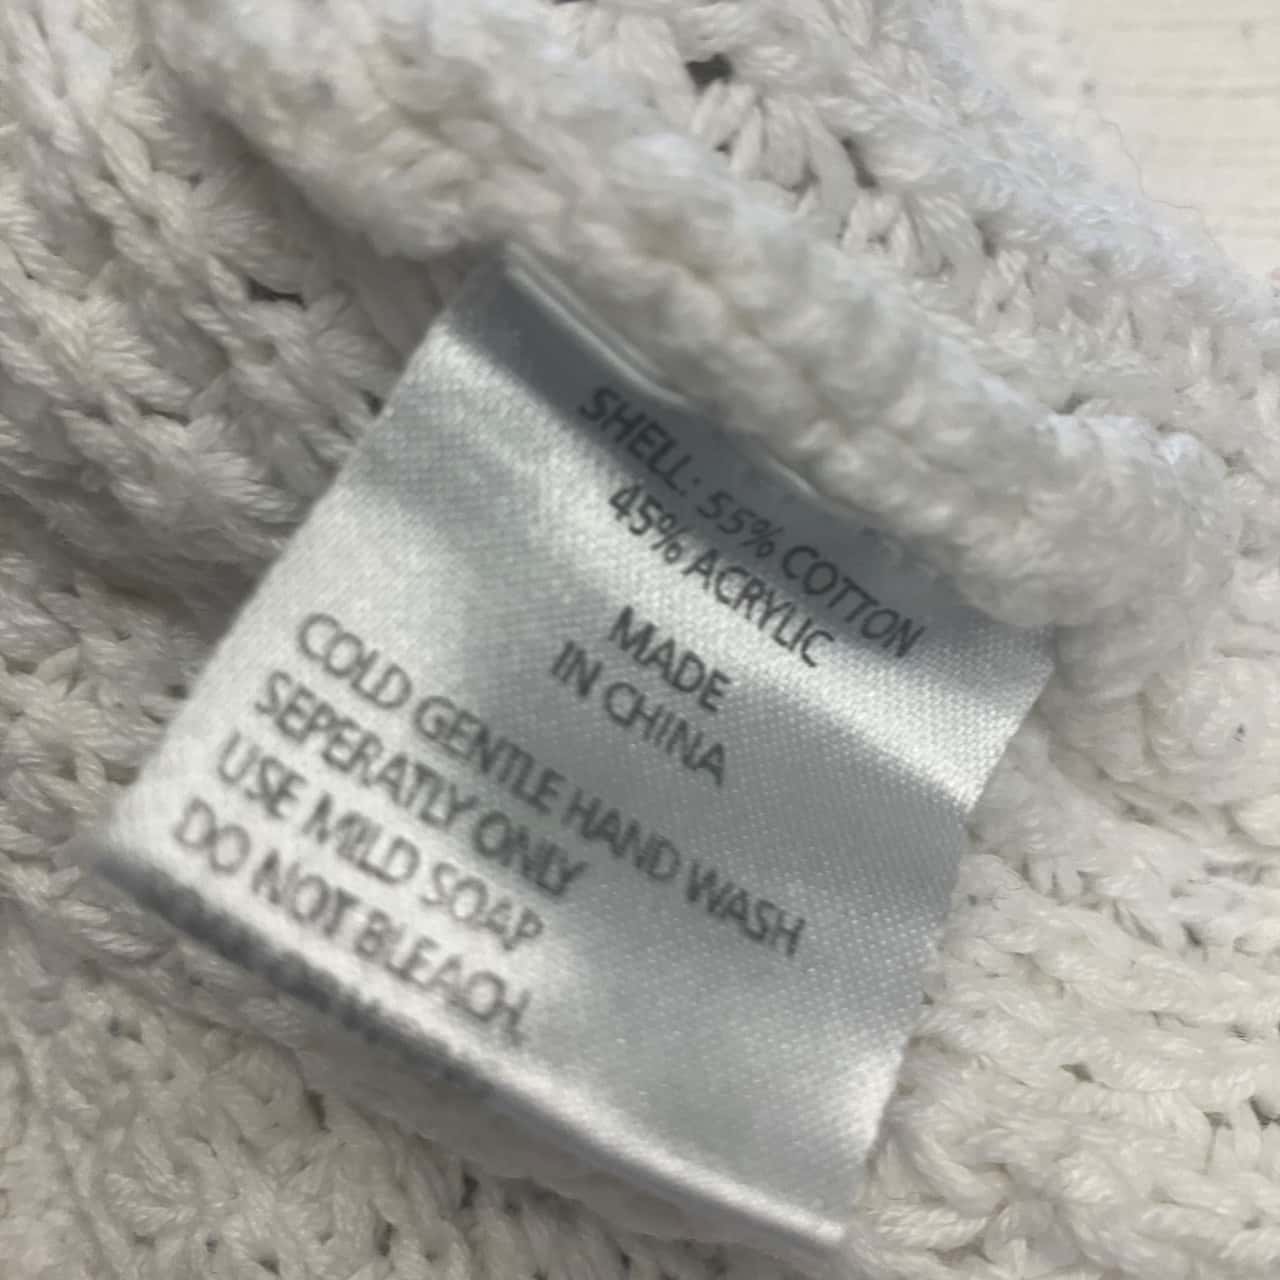 SHELL: 55% COTTON
45% ACRYLIC
MADE
IN CHINA
COLD GENTLE HAND WASH
SEPERATLY ONLY
USE MILD SOAP
DO NOT BLEACH